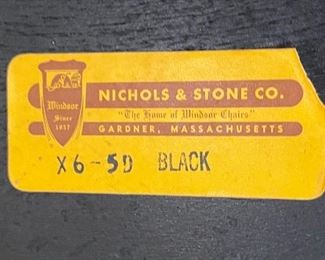 Windsor
Since
1857
NICHOLS & STONE CO.
"The Home of Windsor Chairs"
GARDNER, MASSACHUSETTS
X6-5D BLACK